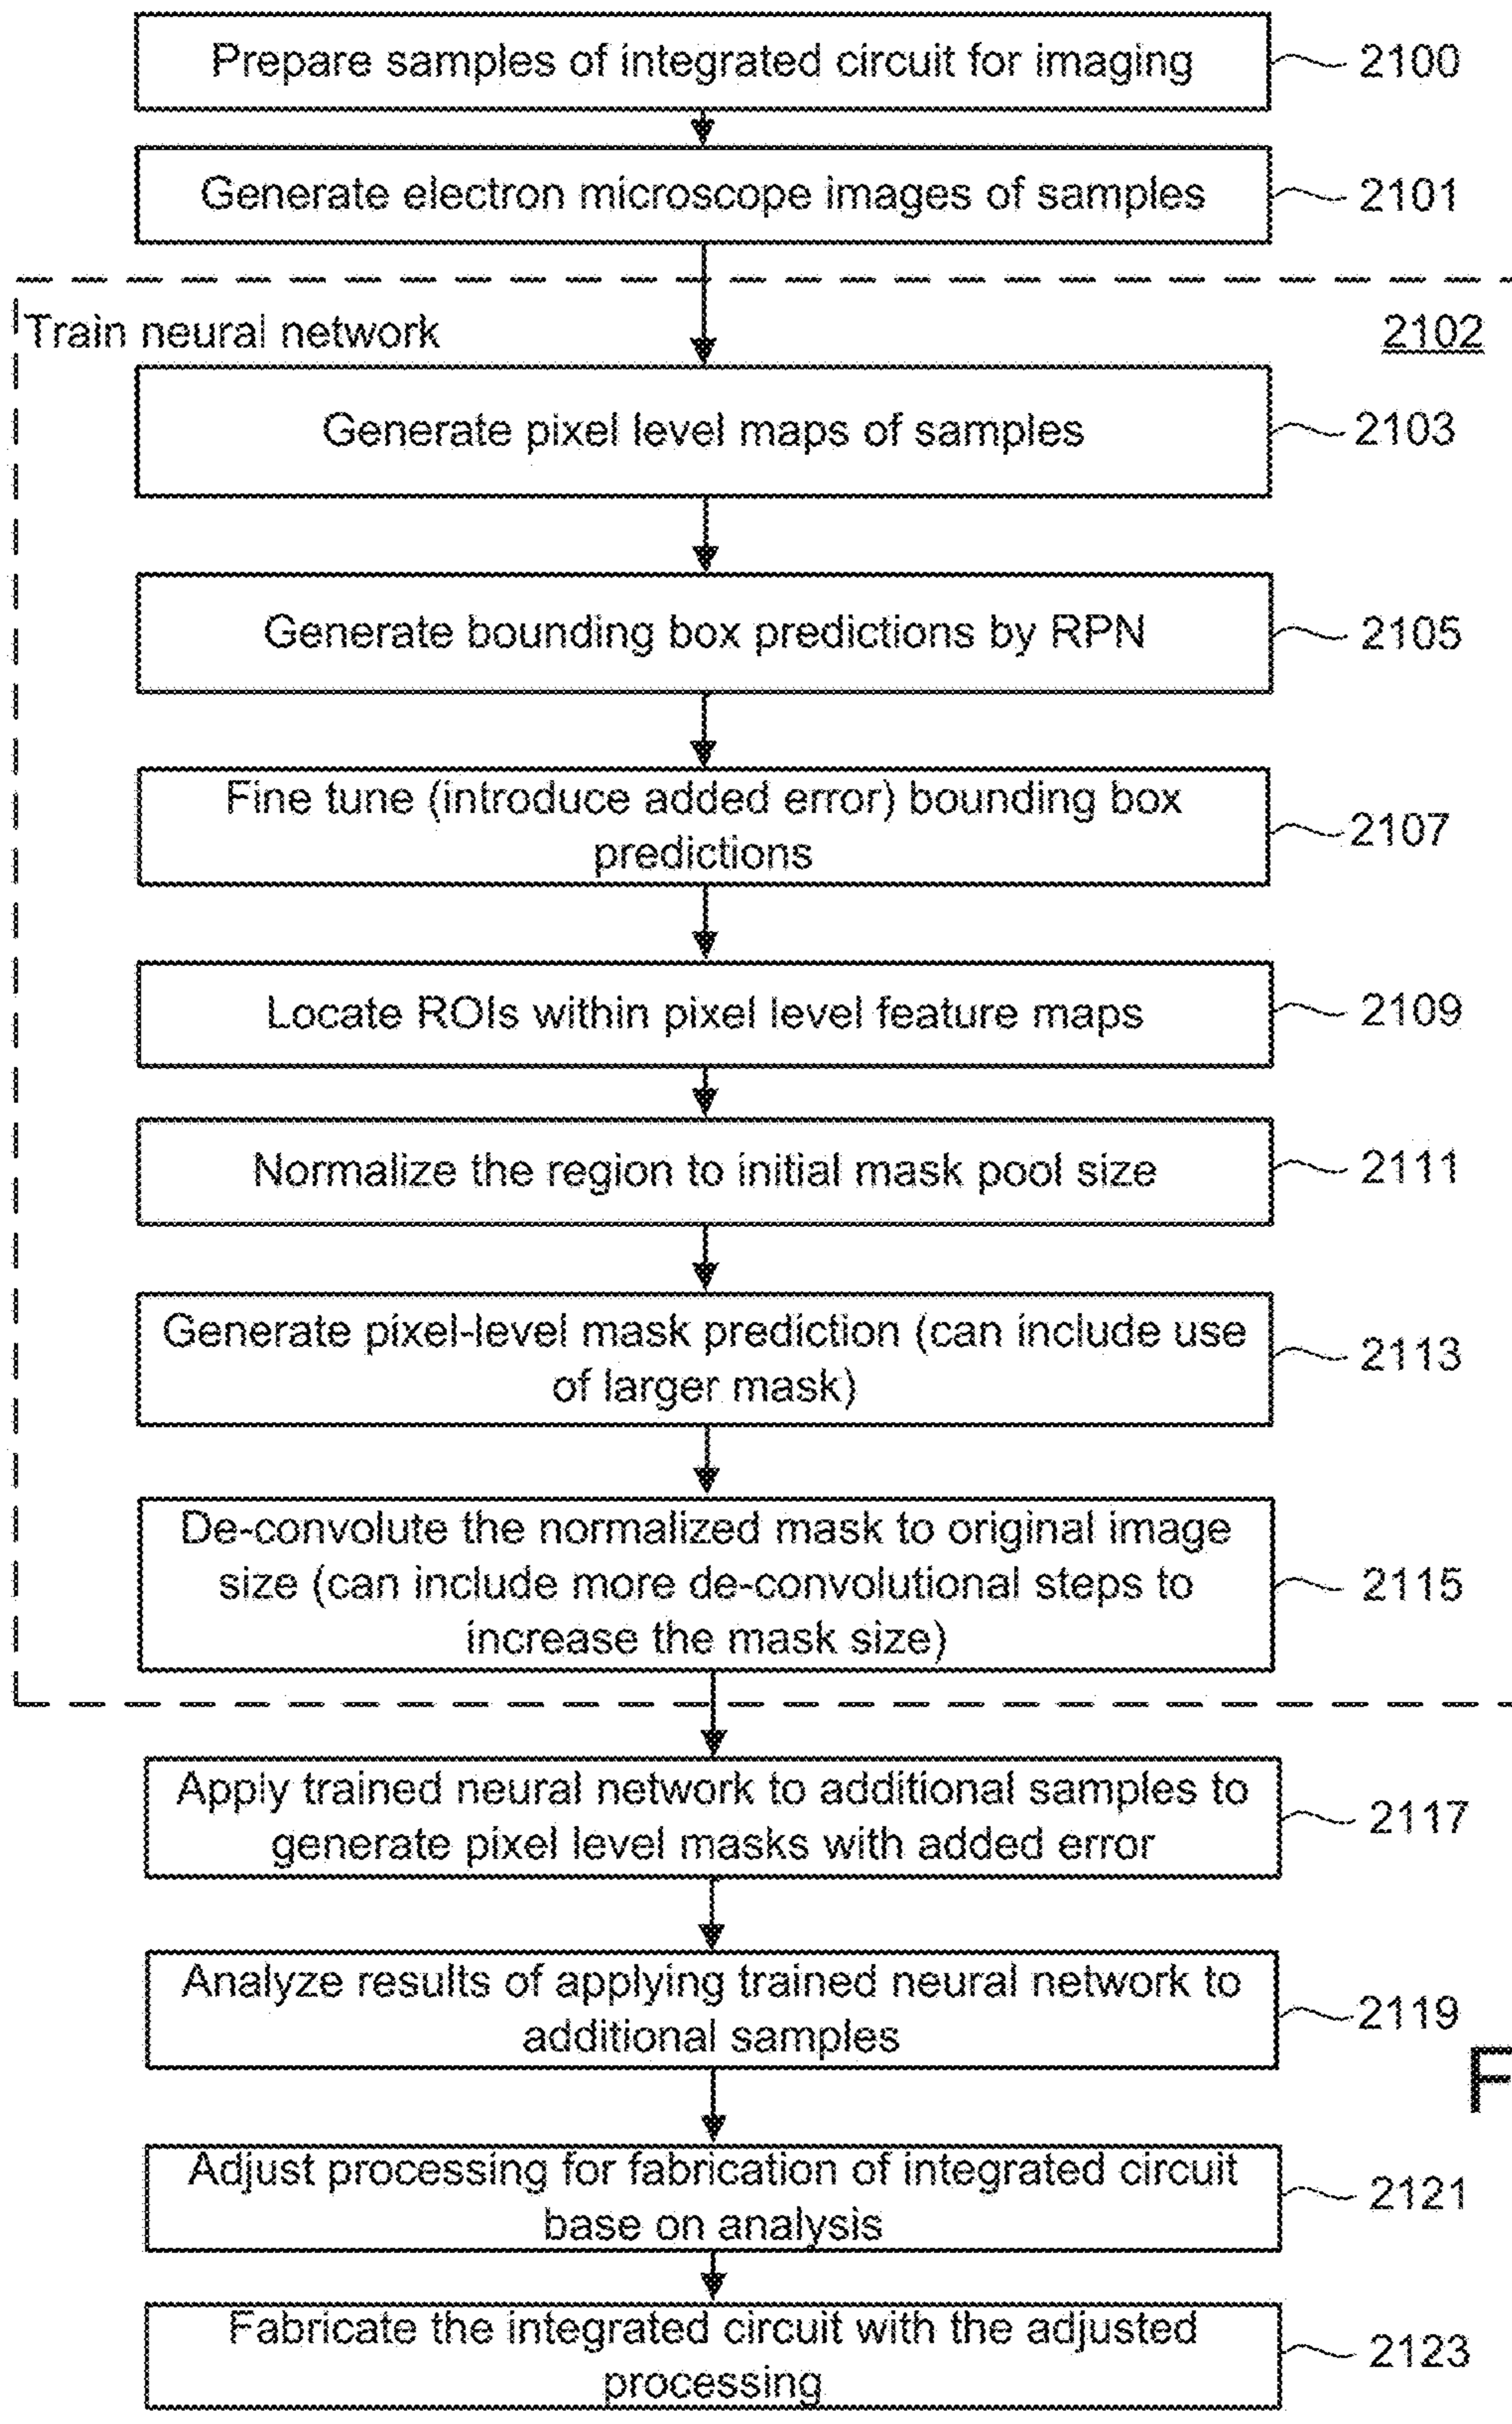 Prepare samples of integrated circuit for imaging 2100
Generate electron microscope images of samples 2101
Train neural network 2102
Generate pixel level maps of samples 2103
Generate bounding box predictions by RPN 2105
Fine tune (introduce added error) bounding box
predictions
2107
Locate ROIs within pixel level feature maps 2109
Normalize the region to initial mask pool size 2111
Generate pixel-level mask prediction (can include use
of larger mask)
2113
De-convolute the normalized mask to original image
size (can include more de-convolutional steps to
increase the mask size)
2115
Apply trained neural network to additional samples to
generate pixel level masks with added error
2117
Analyze results of applying trained neural network to
additional samples
2119
F
Adjust processing for fabrication of integrated circuit
base on analysis
2121
Fabricate the integrated circuit with the adjusted
processing
2123